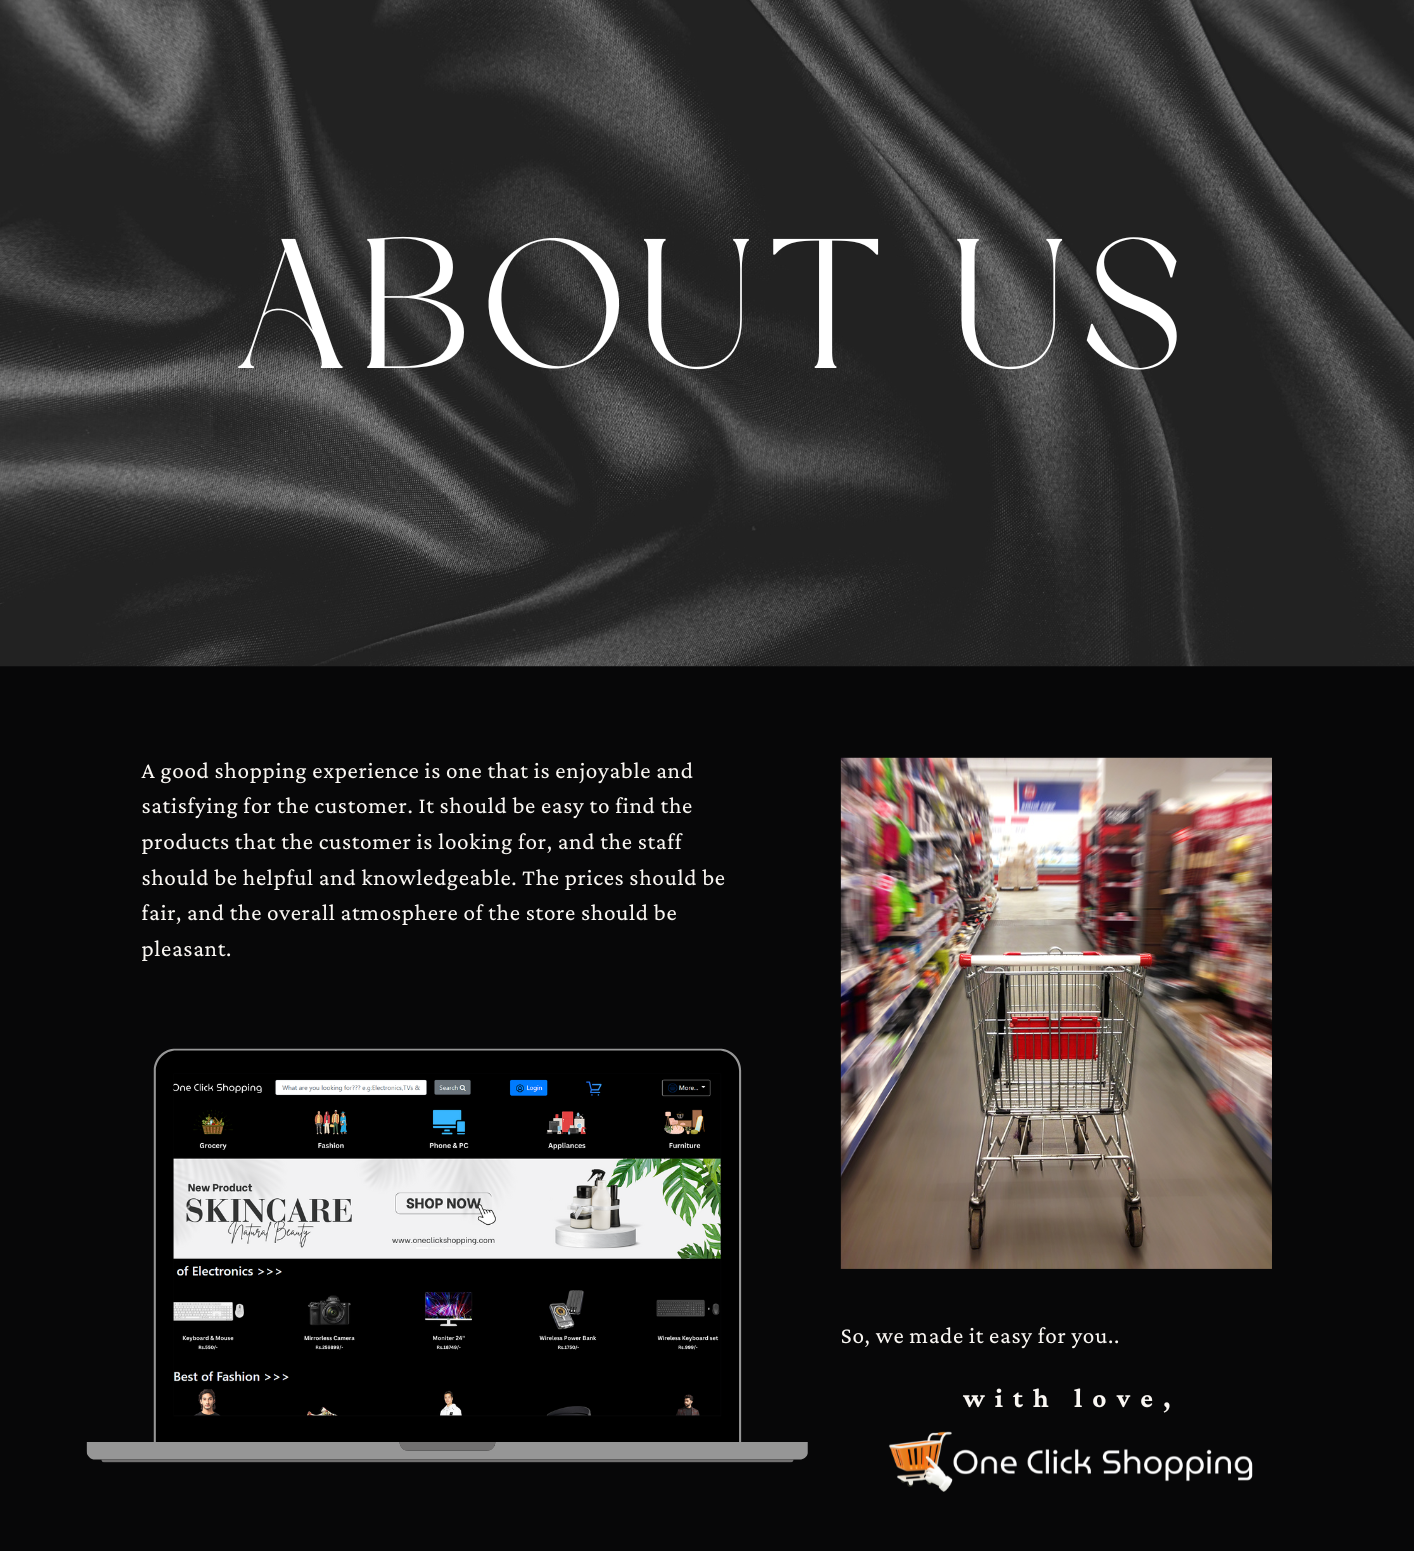 ABOUT US
A good shopping experience is one that is enjoyable and
satisfying for the customer. It should be easy to find the
products that the customer is looking for, and the staff
should be helpful and knowledgeable. The prices should be
fair, and the overall atmosphere of the store should be
pleasant.
One Click Shopping
What are you looking for??? e.g.Electronics,TVs &
Search
Login
More...
Grocery
Fashion
Phone & PC
Appliances
Furniture
New Product
SKINCARE
Natural Beauty
SHOP NOW
www.oneclickshopping.com
of Electronics >>>
Keyboard & Mouse
Mirrorless Camera
Moniter 24"
Wireless Power Bank
Wireless Keyboard set
Rs.550/-
Rs.18749/-
Rs.1750/-
Rs.999/-
Best of Fashion >>>
So, we made it easy for you..
with love,
One Click Shopping